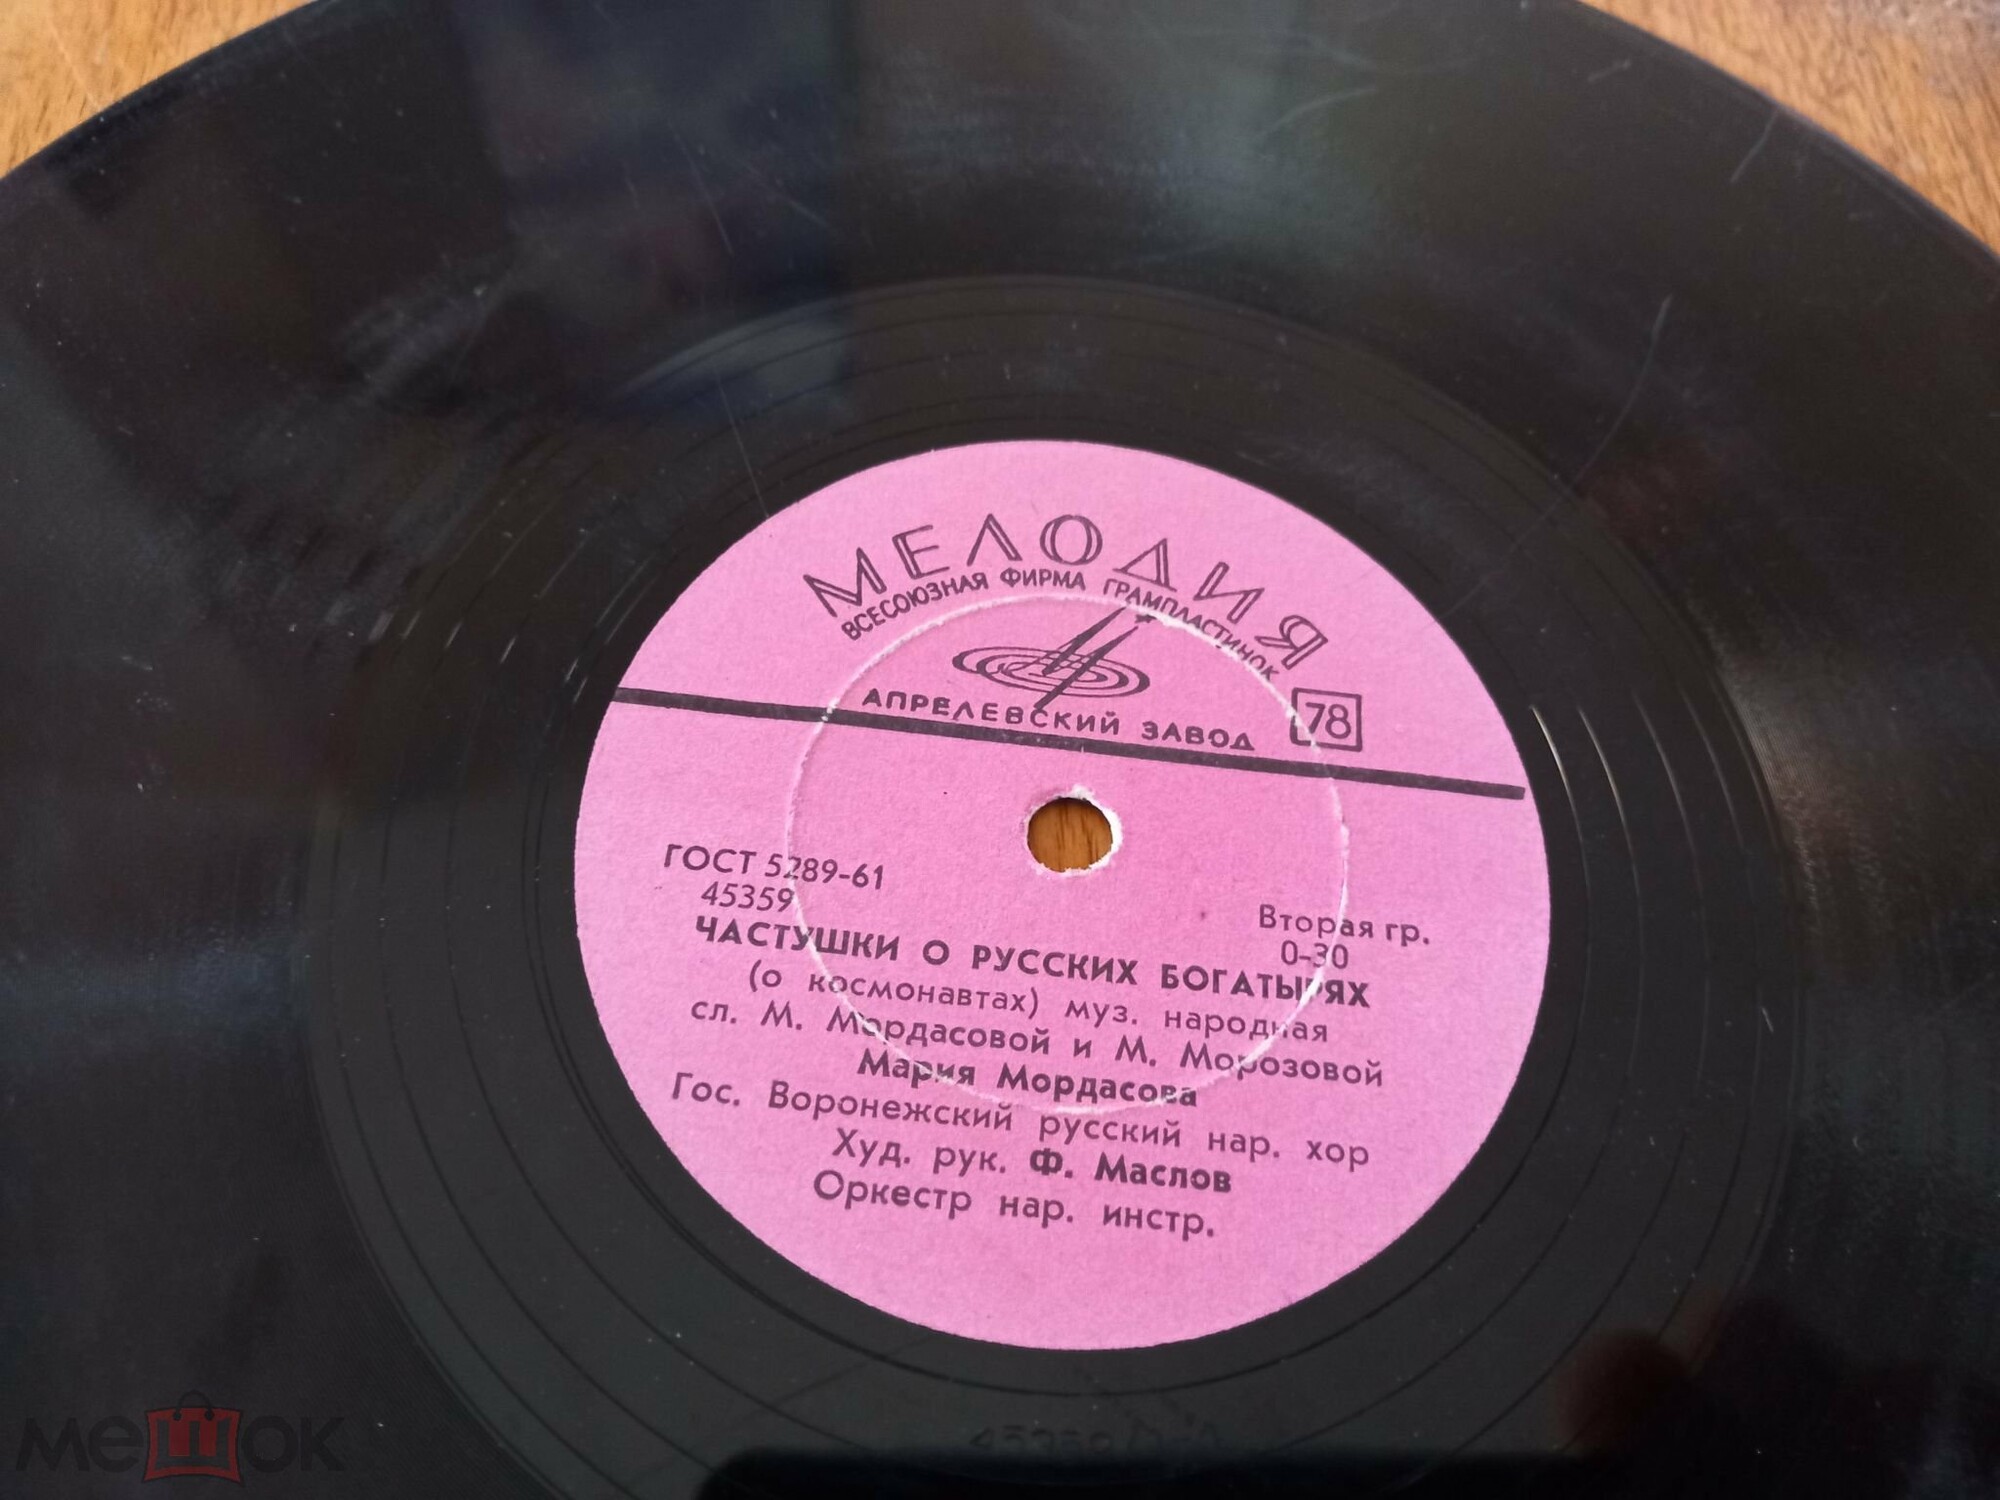 МЕЛОДИЯ
ВСЕСОЮЗНАЯ ФИРМА ГРАМПЛАСТИНОК
АПРЕЛЕВСКИЙ ЗАВОД
78
ГОСТ 5289-61
45359
Вторая гр.
0-30
ЧАСТУШКИ О РУССКИХ БОГАТЫРЯХ
(о космонавтах) муз. народная
сл. М. Мордасовой и М. Морозовой
Мария Мордасова
Гос. Воронежский русский нар. хор
Худ. рук. Ф. Маслов
Оркестр нар. инстр.
мешок